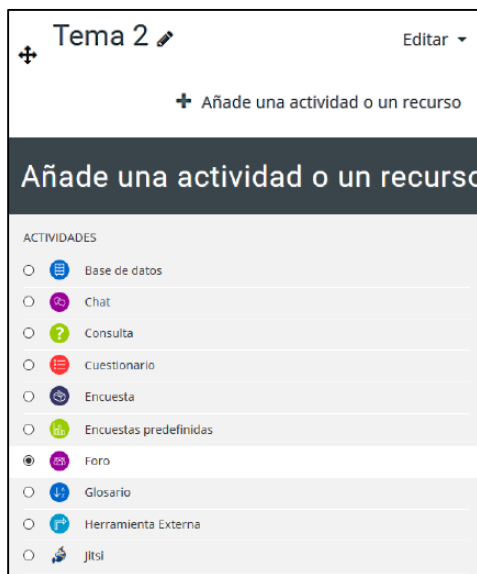 Tema 2
Editar
Añade una actividad o un recurso
Añade una actividad o un recurso
ACTIVIDADES
Base de datos
Chat
Consulta
Cuestionario
Encuesta
Encuestas predefinidas
Foro
Glosario
Herramienta Externa
Jitsi